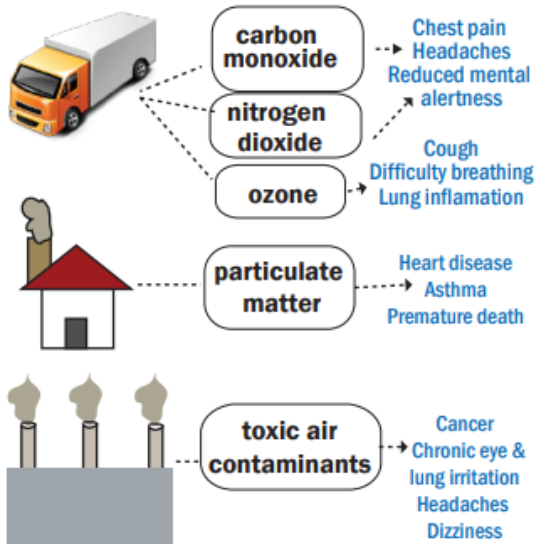 carbon
monoxide
Chest pain
Headaches
Reduced mental
alertness
nitrogen
dioxide
ozone
Cough
Difficulty breathing
Lung inflamation
particulate
matter
Heart disease
Asthma
Premature death
toxic air
contaminants
Cancer
Chronic eye &
lung irritation
Headaches
Dizziness